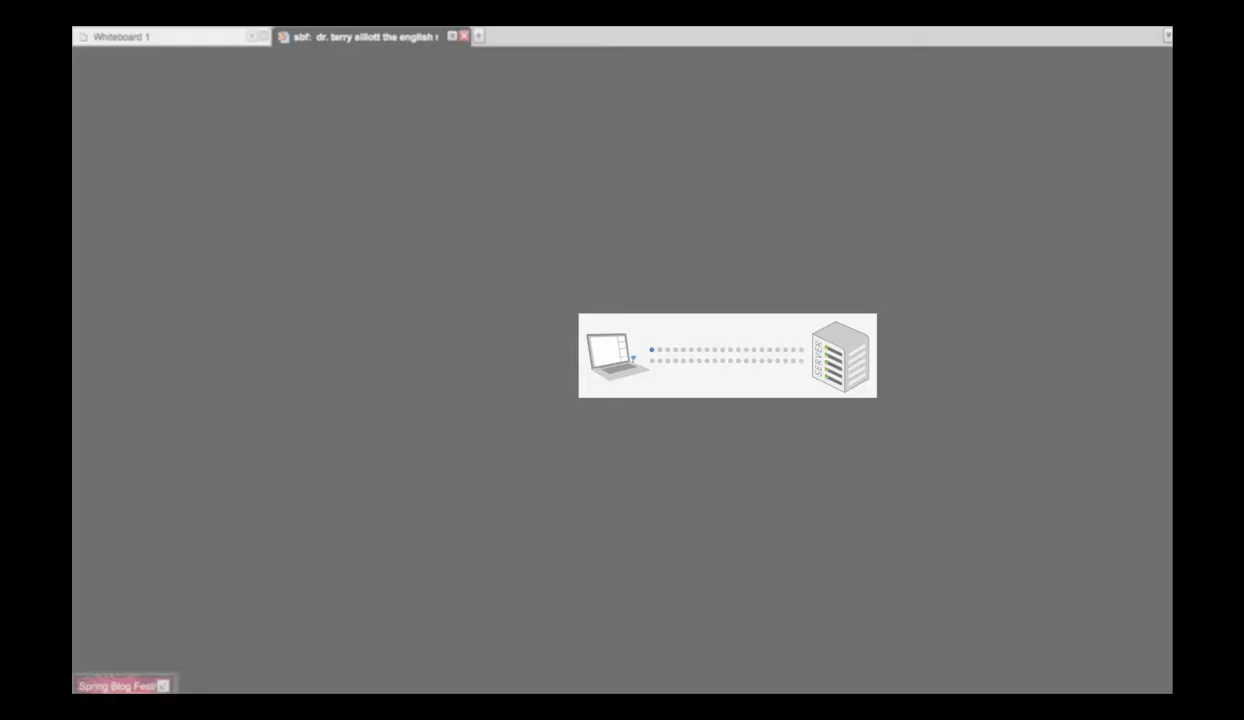 Whiteboard 1
sbf: dr. terry elliott the english
SERVER
Spring Blog Festi